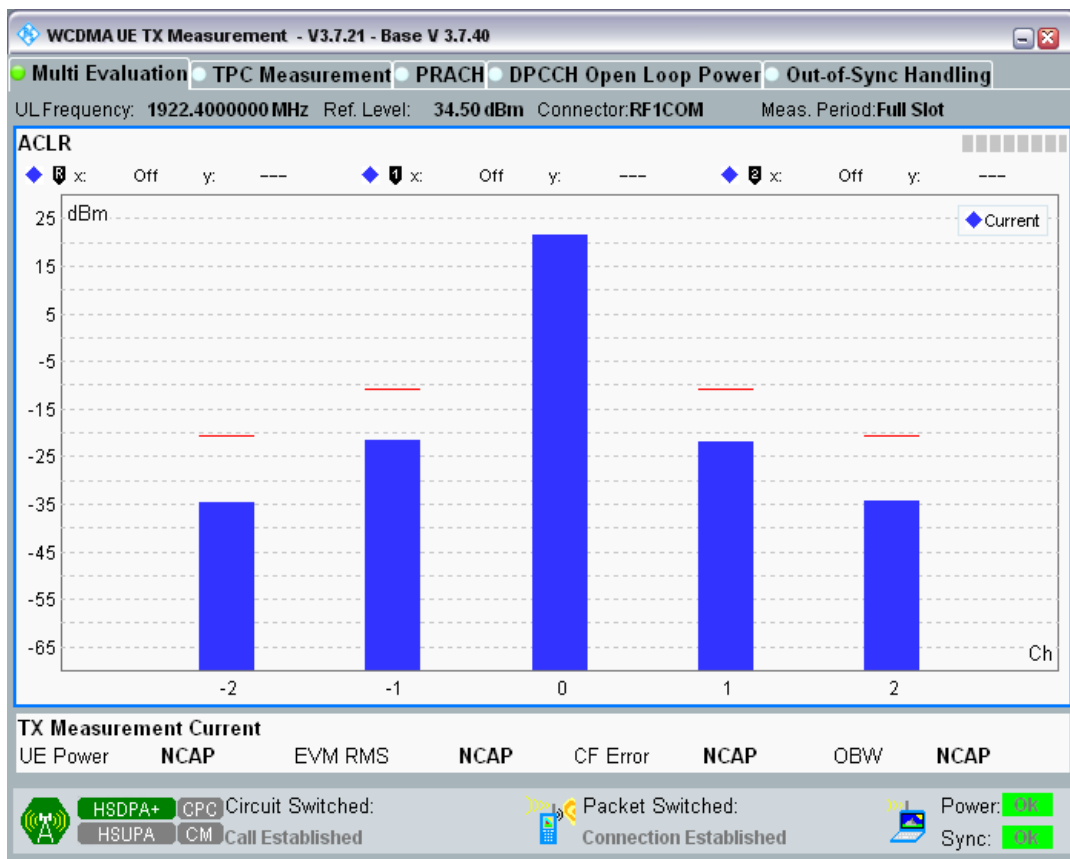 WCDMA UE TX Measurement - V3.7.21 - Base V 3.7.40
Multi Evaluation TPC Measurement PRACH DPCCH Open Loop Power Out-of-Sync Handling
UL Frequency: 1922.4000000 MHz Ref. Level: 34.50 dBm Connector:RF1COM Meas. Period:Full Slot
ACLR
R x: Off y: --- 1 x: Off y: --- 2 x: Off y: ---
25 dBm Current
15
5
-5
-15
-25
-35
-45
-55
-65 Ch
-2 -1 0 1 2
TX Measurement Current
UE Power NCAP EVM RMS NCAP CF Error NCAP OBW NCAP
HSDPA+ CPC Circuit Switched: Packet Switched: Power: OK
HSUPA CM Call Established Connection Established Sync: OK